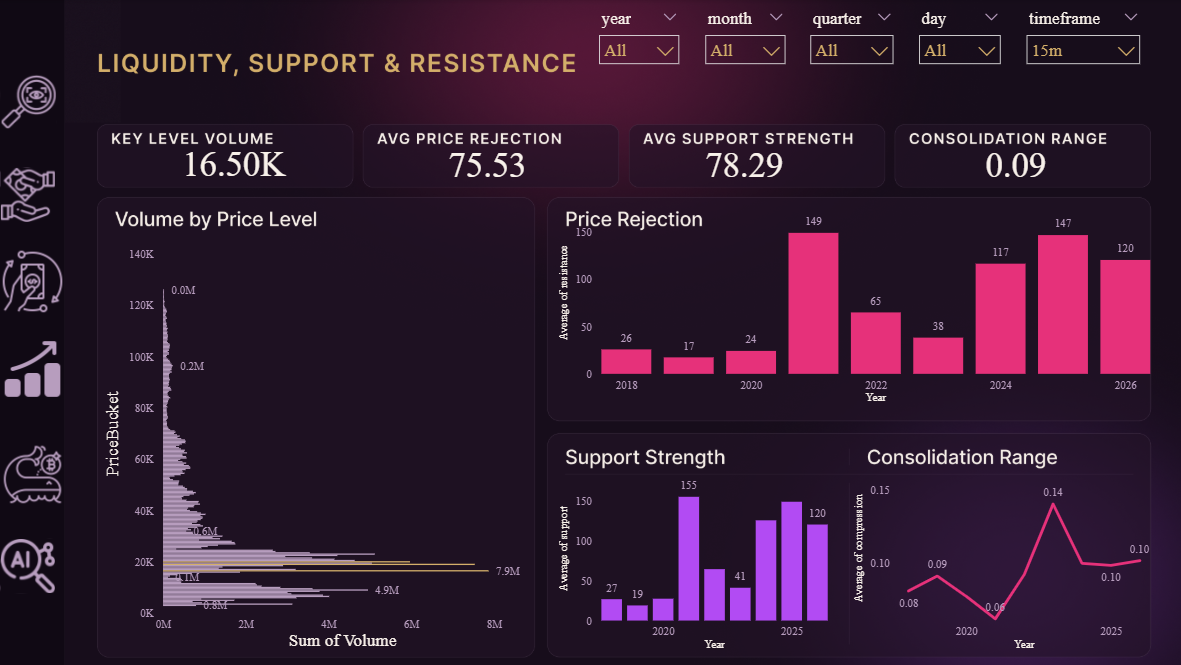 year month quarter day timeframe
LIQUIDITY, SUPPORT & RESISTANCE
All All All All 15m
KEY LEVEL VOLUME
16.50K
AVG PRICE REJECTION
75.53
AVG SUPPORT STRENGTH
78.29
CONSOLIDATION RANGE
0.09
Volume by Price Level
PriceBucket
140K
120K
100K
80K
60K
40K
20K
0K
0.0M
0.2M
0.6M
7.9M
0.1M
4.9M
0.8M
0M 2M 4M 6M 8M
Sum of Volume
Price Rejection
Average of resistance
150
100
50
0
26 17 24 149 65 38 117 147 120
2018 2020 2022 2024 2026
Year
Support Strength
Average of support
150
100
50
0
27 19 155 41 120
2020 2025
Year
Consolidation Range
Average of compression
0.15
0.10
0.08 0.09 0.06 0.14 0.10 0.10
2020 2025
Year
AI